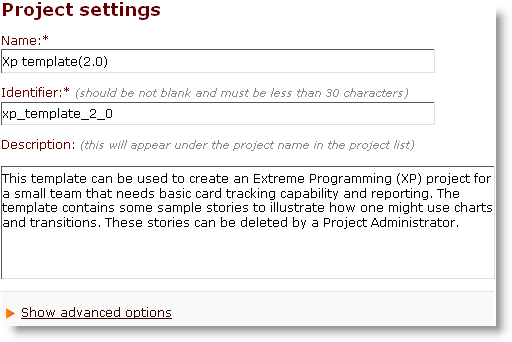 Project settings
Name:*
Xp template(2.0)
Identifier:* (should be not blank and must be less than 30 characters)
xp_template_2_0
Description: (this will appear under the project name in the project list)
This template can be used to create an Extreme Programming (XP) project for
a small team that needs basic card tracking capability and reporting. The
template contains some sample stories to illustrate how one might use charts
and transitions. These stories can be deleted by a Project Administrator.
Show advanced options